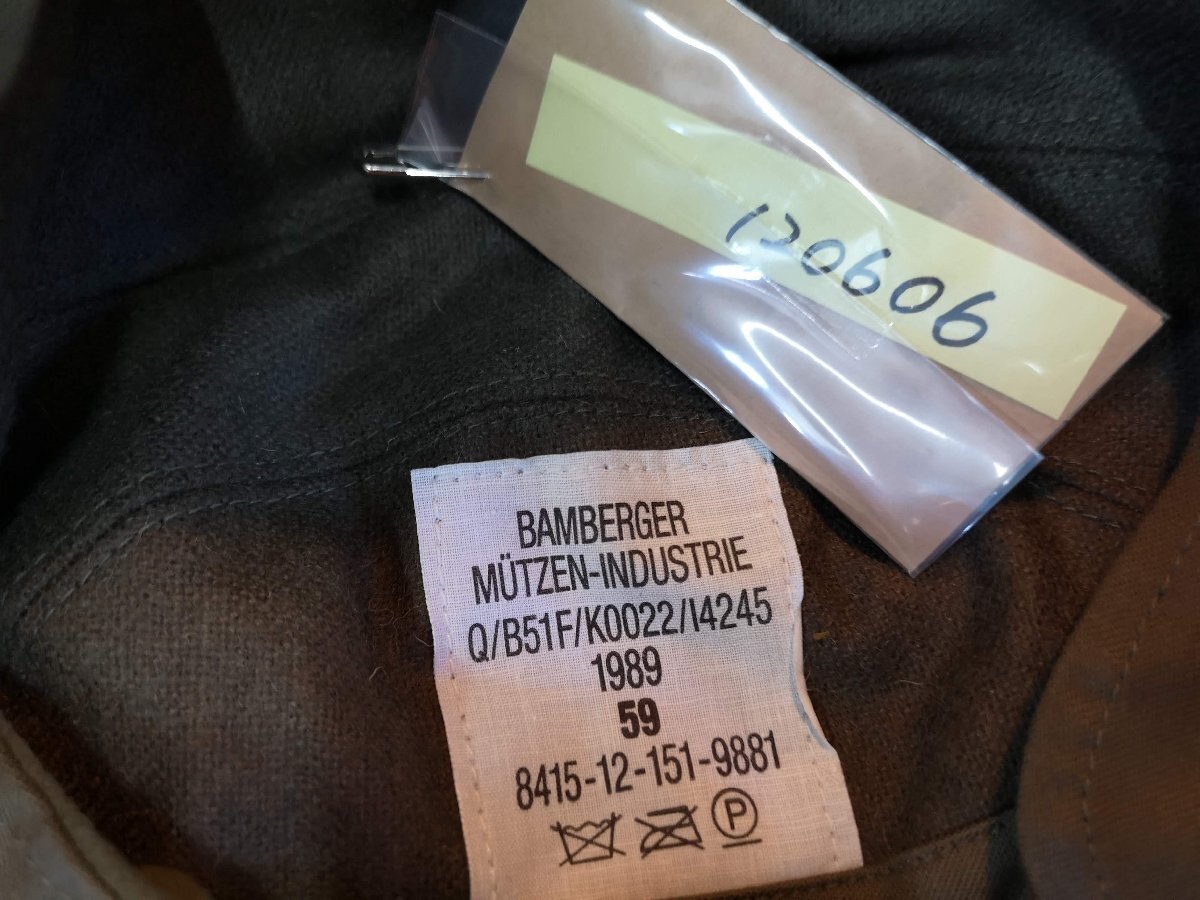 120606
BAMBERGER
MÜTZEN-INDUSTRIE
Q/B51F/K0022/I4245
1989
59
8415-12-151-9881
P